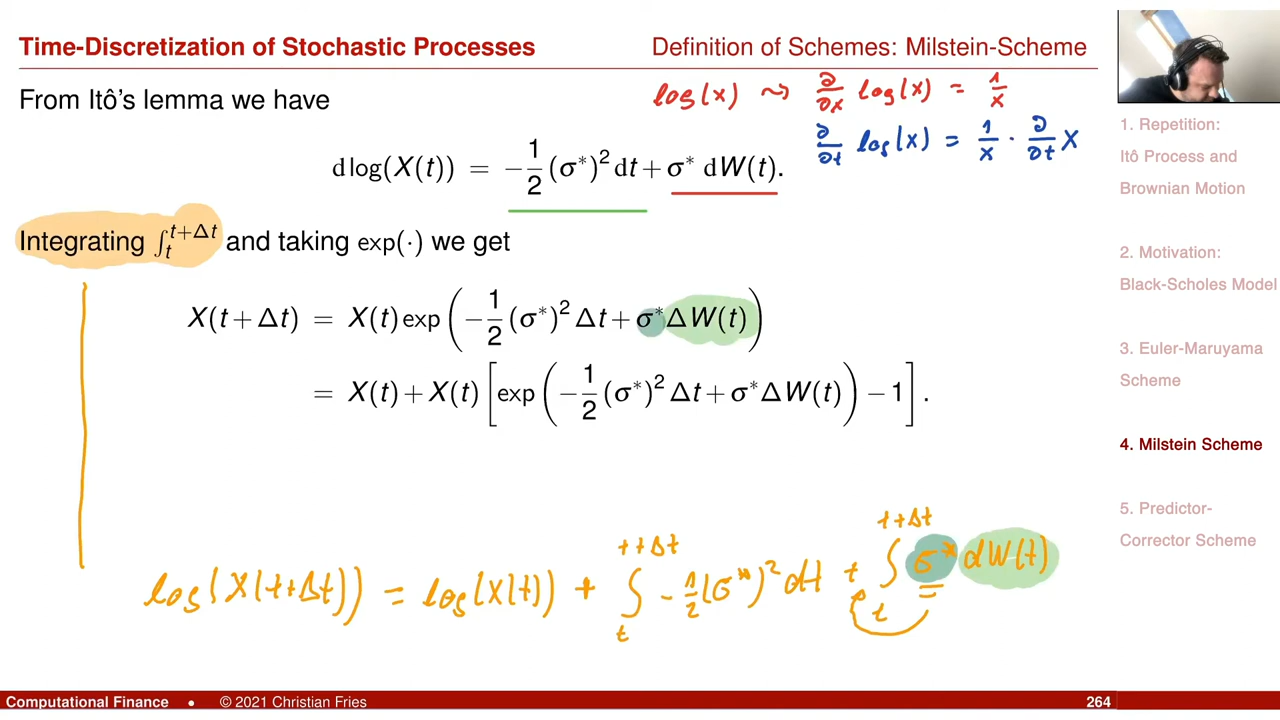 Time-Discretization of Stochastic Processes
Definition of Schemes: Milstein-Scheme
From Itô's lemma we have
log(x) ⇝ ∂/∂x log(x) = 1/x
∂/∂t log(x) = 1/x · ∂/∂t X
d log(X(t)) = −1/2 (σ*)² dt + σ* dW(t).
Integrating ∫_t^{t+Δt} and taking exp(·) we get
X(t + Δt) = X(t) exp(−1/2 (σ*)² Δt + σ* ΔW(t))
= X(t) + X(t) [exp(−1/2 (σ*)² Δt + σ* ΔW(t)) − 1].
log(X(t+Δt)) = log(X(t)) + ∫_t^{t+Δt} −1/2 (σ*)² dt + ∫_t^{t+Δt} σ* dW(t)
1. Repetition:
Itô Process and
Brownian Motion
2. Motivation:
Black-Scholes Model
3. Euler-Maruyama
Scheme
4. Milstein Scheme
5. Predictor-
Corrector Scheme
Computational Finance • © 2021 Christian Fries
264